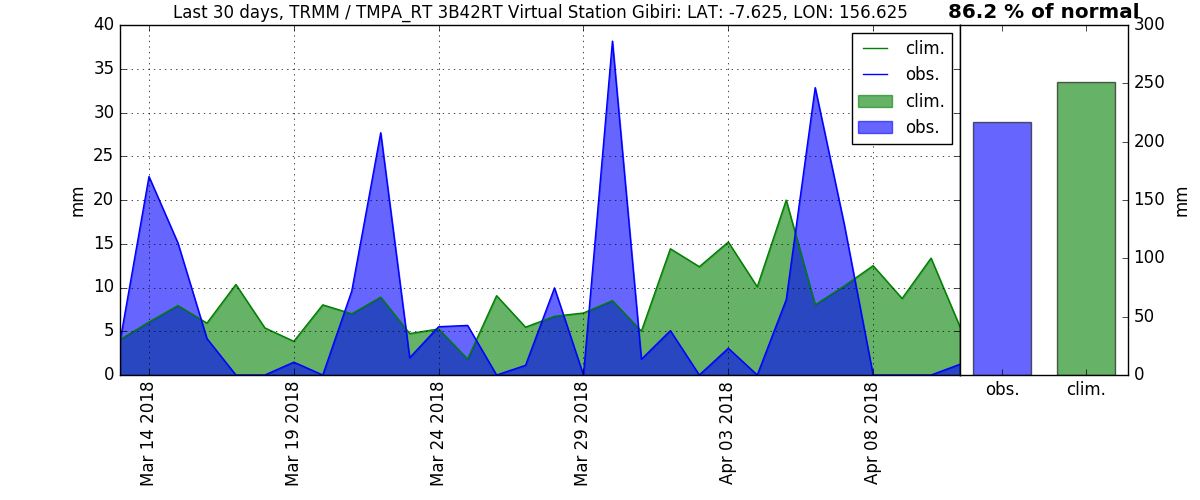 Last 30 days, TRMM / TMPA_RT 3B42RT Virtual Station Gibiri: LAT: -7.625, LON: 156.625
86.2 % of normal
40
35
30
25
20
15
10
5
0
mm
clim.
obs.
clim.
obs.
300
250
200
150
100
50
0
mm
Mar 14 2018
Mar 19 2018
Mar 24 2018
Mar 29 2018
Apr 03 2018
Apr 08 2018
obs.
clim.